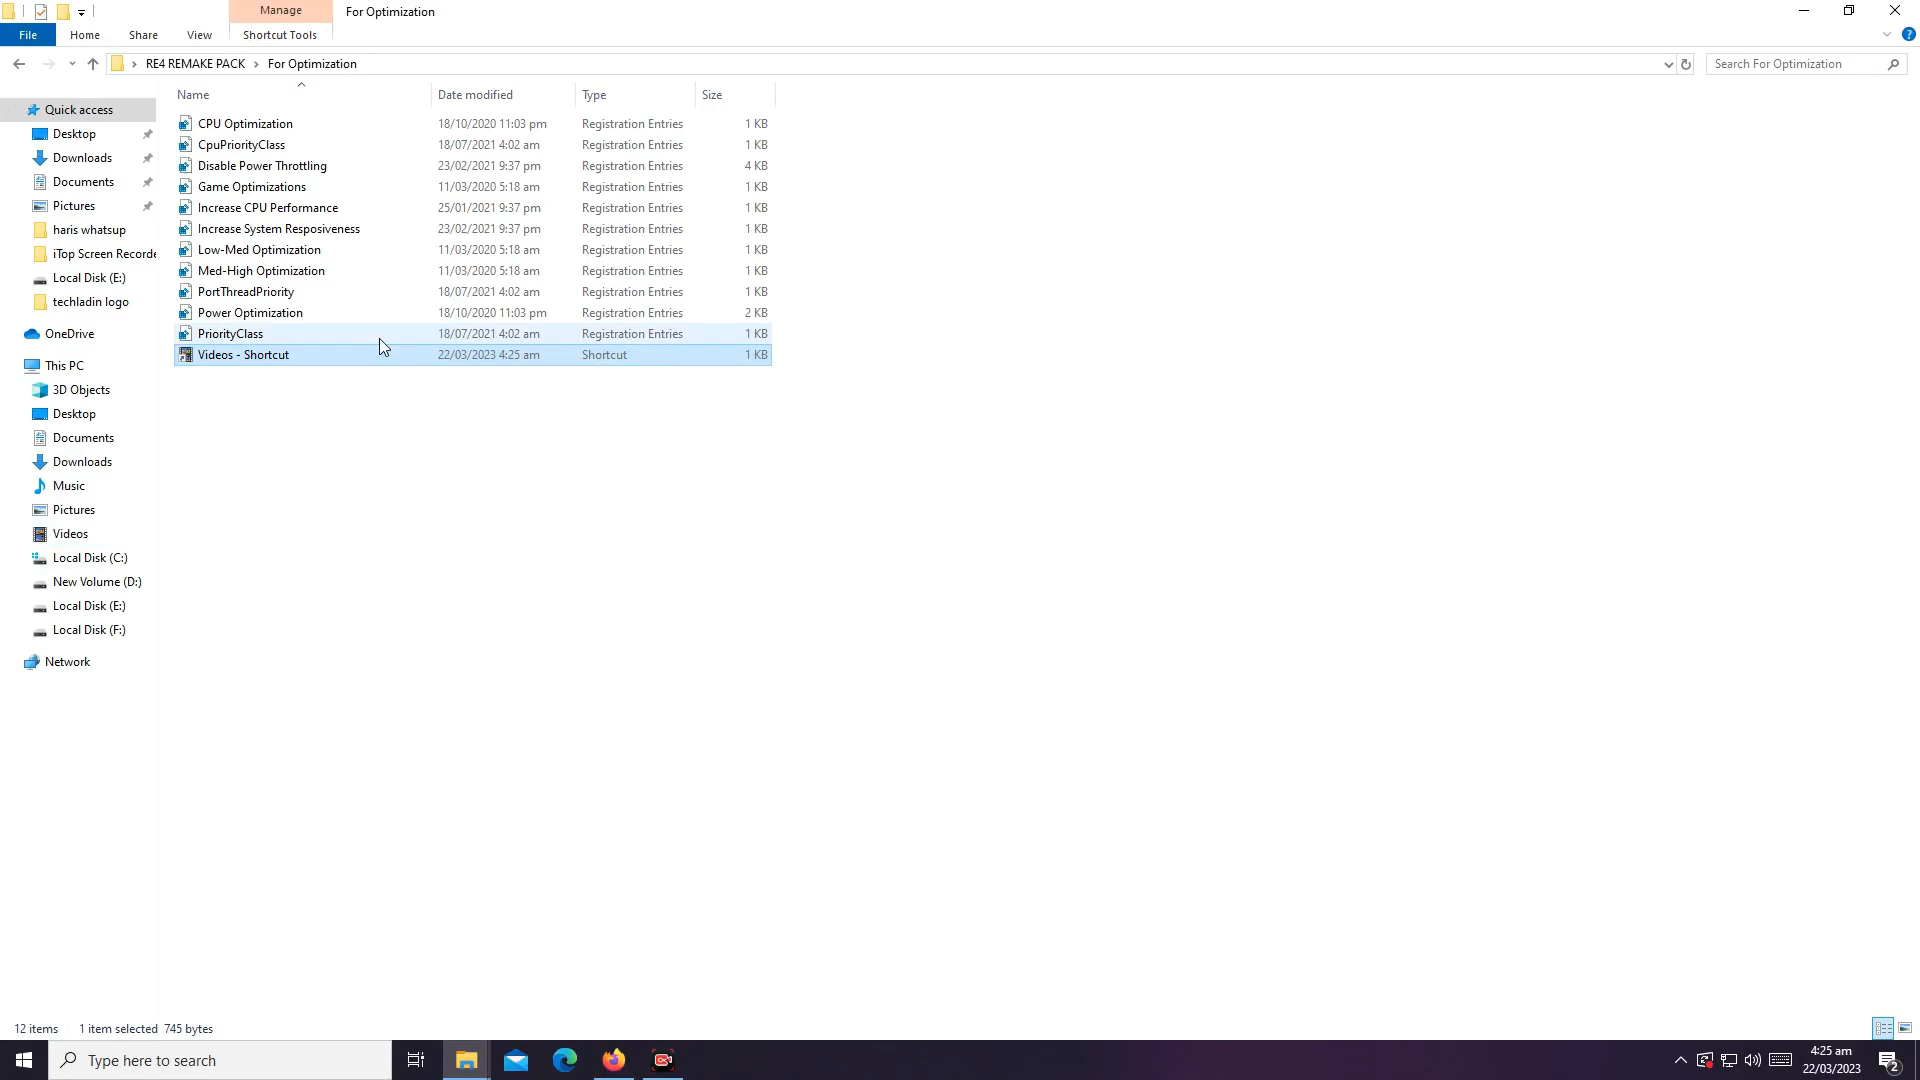 Manage
For Optimization
File
Home
Share
View
Shortcut Tools
RE4 REMAKE PACK
For Optimization
Search For Optimization
Name
Date modified
Type
Size
Quick access
Desktop
Downloads
Documents
Pictures
haris whatsup
iTop Screen Recorde
Local Disk (E:)
techladin logo
OneDrive
This PC
3D Objects
Desktop
Documents
Downloads
Music
Pictures
Videos
Local Disk (C:)
New Volume (D:)
Local Disk (E:)
Local Disk (F:)
Network
CPU Optimization 18/10/2020 11:03 pm Registration Entries 1 KB
CpuPriorityClass 18/07/2021 4:02 am Registration Entries 1 KB
Disable Power Throttling 23/02/2021 9:37 pm Registration Entries 4 KB
Game Optimizations 11/03/2020 5:18 am Registration Entries 1 KB
Increase CPU Performance 25/01/2021 9:37 pm Registration Entries 1 KB
Increase System Resposiveness 23/02/2021 9:37 pm Registration Entries 1 KB
Low-Med Optimization 11/03/2020 5:18 am Registration Entries 1 KB
Med-High Optimization 11/03/2020 5:18 am Registration Entries 1 KB
PortThreadPriority 18/07/2021 4:02 am Registration Entries 1 KB
Power Optimization 18/10/2020 11:03 pm Registration Entries 2 KB
PriorityClass 18/07/2021 4:02 am Registration Entries 1 KB
Videos - Shortcut 22/03/2023 4:25 am Shortcut 1 KB
12 items 1 item selected 745 bytes
Type here to search
4:25 am
22/03/2023
2